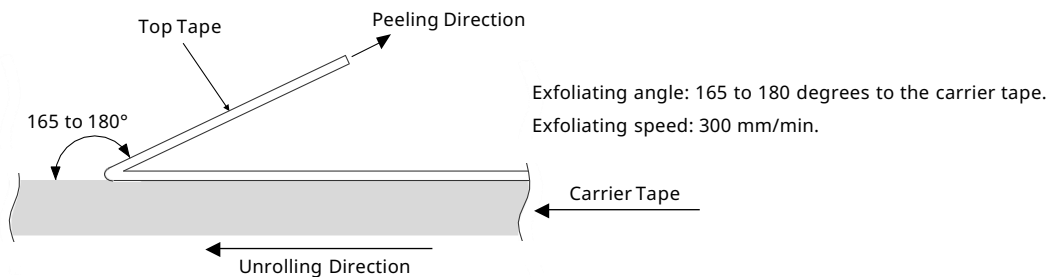 Top Tape
Peeling Direction
165 to 180°
Exfoliating angle: 165 to 180 degrees to the carrier tape.
Exfoliating speed: 300 mm/min.
Carrier Tape
Unrolling Direction